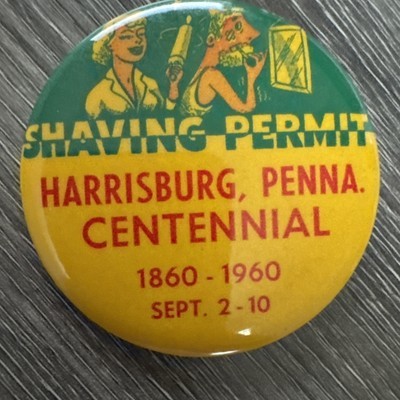 SHAVING PERMIT
HARRISBURG, PENNA.
CENTENNIAL
1860 - 1960
SEPT. 2 - 10